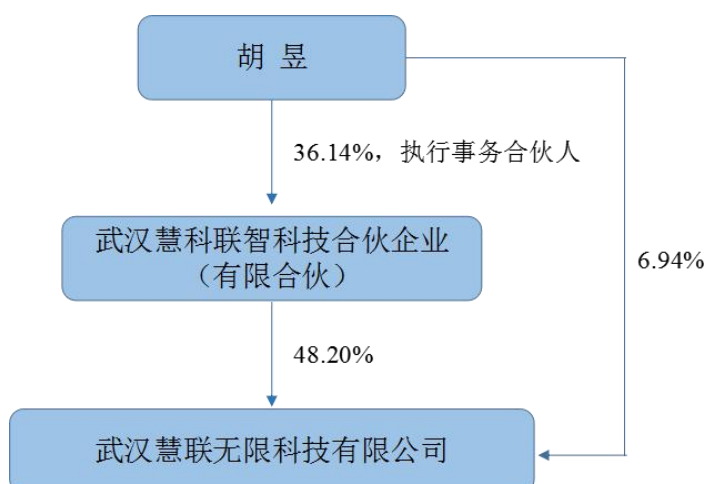 胡 昱
36.14%，执行事务合伙人
武汉慧科联智科技合伙企业
（有限合伙）
6.94%
48.20%
武汉慧联无限科技有限公司